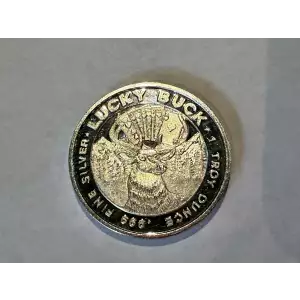 LUCKY BUCK
· 1 TROY OUNCE ·
.999 FINE SILVER